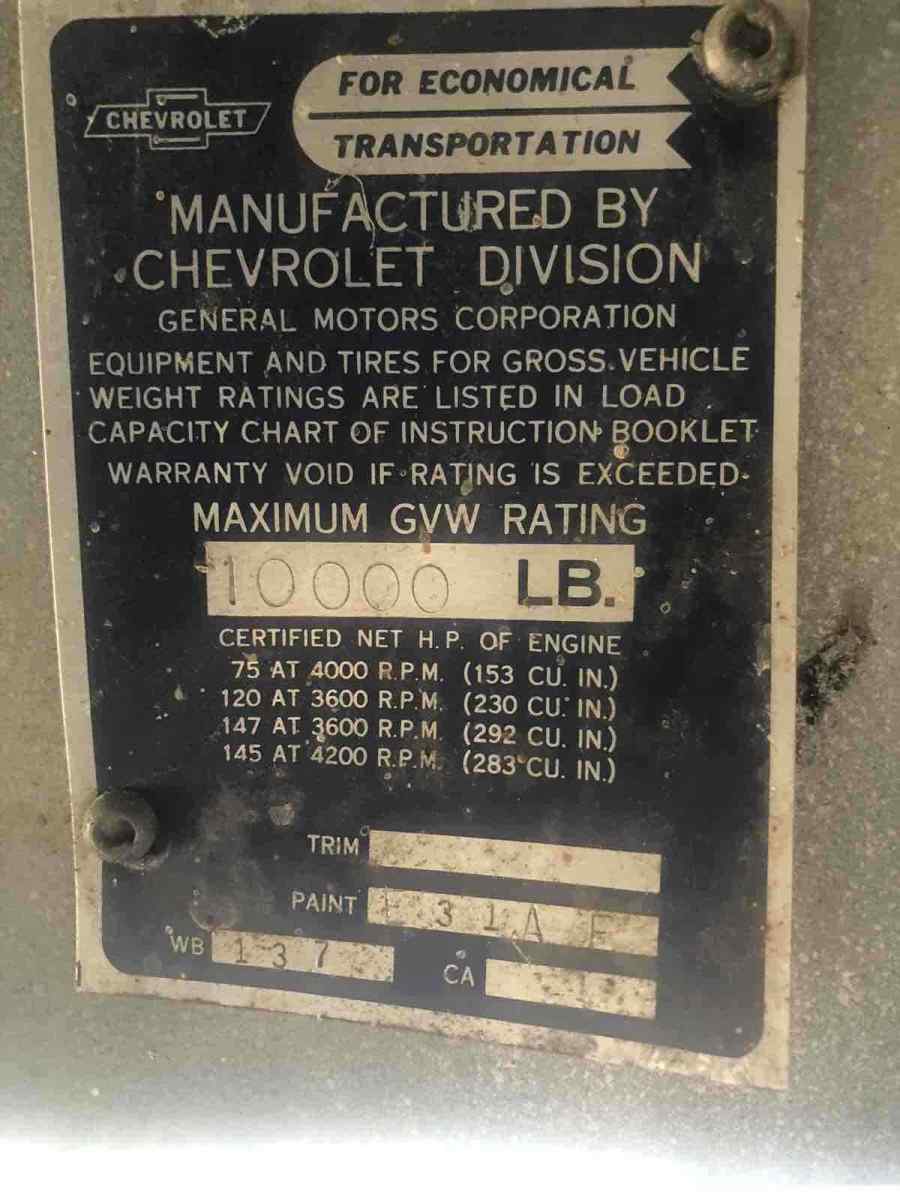 CHEVROLET
FOR ECONOMICAL
TRANSPORTATION
MANUFACTURED BY
CHEVROLET DIVISION
GENERAL MOTORS CORPORATION
EQUIPMENT AND TIRES FOR GROSS VEHICLE
WEIGHT RATINGS ARE LISTED IN LOAD
CAPACITY CHART OF INSTRUCTION BOOKLET
WARRANTY VOID IF RATING IS EXCEEDED
MAXIMUM GVW RATING
10000 LB.
CERTIFIED NET H.P. OF ENGINE
75 AT 4000 R.P.M. (153 CU. IN.)
120 AT 3600 R.P.M. (230 CU. IN.)
147 AT 3600 R.P.M. (292 CU. IN.)
145 AT 4200 R.P.M. (283 CU. IN.)
TRIM
PAINT 31A
WB 137
CA